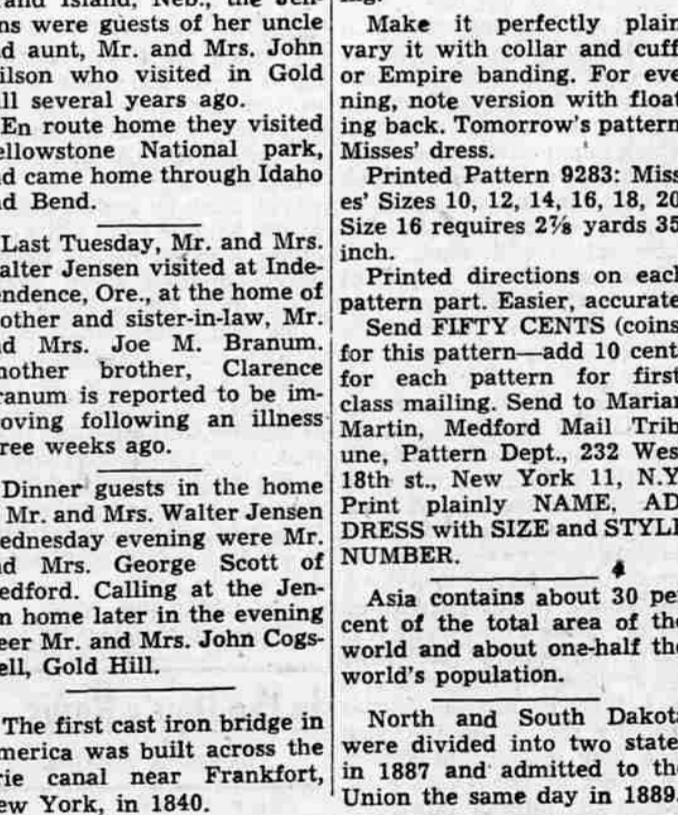 and Island, Neb., the Jen-
ns were guests of her uncle
d aunt, Mr. and Mrs. John
ilson who visited in Gold
ll several years ago.
En route home they visited
ellowstone National park,
d came home through Idaho
d Bend.
Last Tuesday, Mr. and Mrs.
alter Jensen visited at Inde-
endence, Ore., at the home of
other and sister-in-law, Mr.
d Mrs. Joe M. Branum.
nother brother, Clarence
ranum is reported to be im-
oving following an illness
ree weeks ago.
Dinner guests in the home
Mr. and Mrs. Walter Jensen
ednesday evening were Mr.
d Mrs. George Scott of
edford. Calling at the Jen-
n home later in the evening
eer Mr. and Mrs. John Cogs-
ell, Gold Hill.
The first cast iron bridge in
merica was built across the
rie canal near Frankfort,
ew York, in 1840.
ing.
Make it perfectly plain
vary it with collar and cuff
or Empire banding. For eve
ning, note version with float
ing back. Tomorrow's pattern
Misses' dress.
Printed Pattern 9283: Miss
es' Sizes 10, 12, 14, 16, 18, 20
Size 16 requires 2⅞ yards 35
inch.
Printed directions on each
pattern part. Easier, accurate
Send FIFTY CENTS (coins
for this pattern—add 10 cent
for each pattern for first
class mailing. Send to Marian
Martin, Medford Mail Trib
une, Pattern Dept., 232 Wes
18th st., New York 11, N.Y
Print plainly NAME, AD
DRESS with SIZE and STYLE
NUMBER.
Asia contains about 30 pe
cent of the total area of the
world and about one-half the
world's population.
North and South Dakota
were divided into two state
in 1887 and admitted to the
Union the same day in 1889.